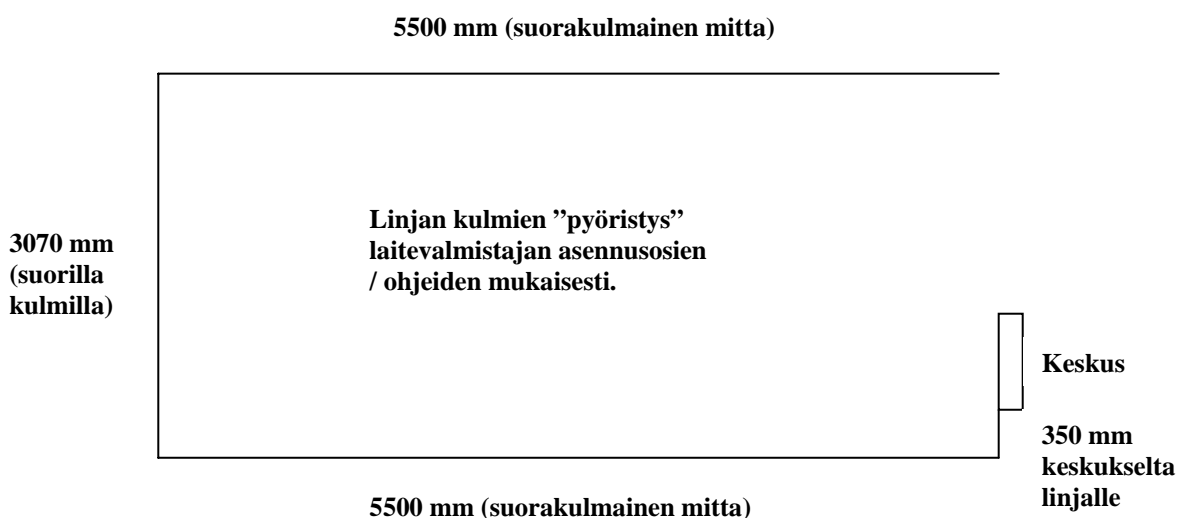 5500 mm (suorakulmainen mitta)
Linjan kulmien ”pyöristys”
laitevalmistajan asennusosien
/ ohjeiden mukaisesti.
3070 mm
(suorilla
kulmilla)
Keskus
350 mm
keskukselta
linjalle
5500 mm (suorakulmainen mitta)